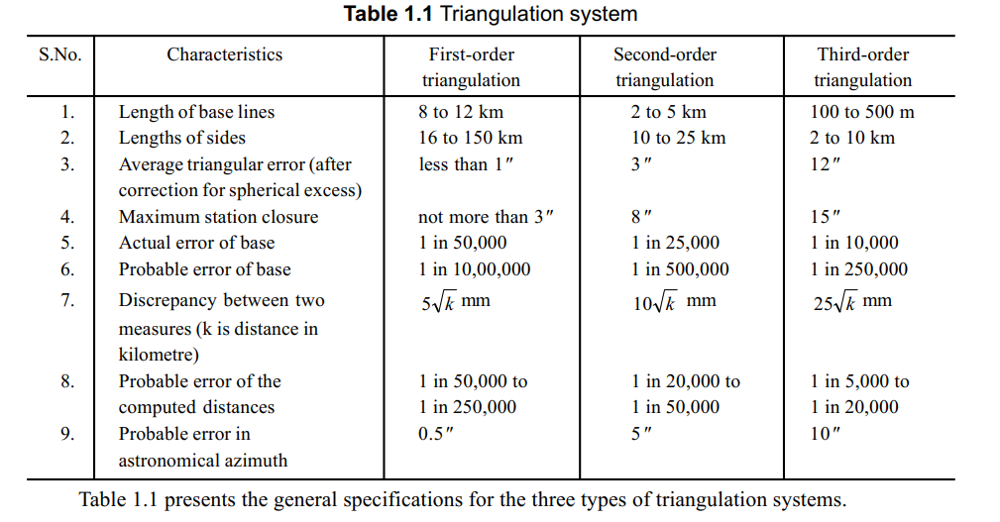 Table 1.1 Triangulation system
S.No. Characteristics First-order Second-order Third-order
triangulation triangulation triangulation
1. Length of base lines 8 to 12 km 2 to 5 km 100 to 500 m
2. Lengths of sides 16 to 150 km 10 to 25 km 2 to 10 km
3. Average triangular error (after less than 1″ 3″ 12″
correction for spherical excess)
4. Maximum station closure not more than 3″ 8″ 15″
5. Actual error of base 1 in 50,000 1 in 25,000 1 in 10,000
6. Probable error of base 1 in 10,00,000 1 in 500,000 1 in 250,000
7. Discrepancy between two 5√k mm 10√k mm 25√k mm
measures (k is distance in
kilometre)
8. Probable error of the 1 in 50,000 to 1 in 20,000 to 1 in 5,000 to
computed distances 1 in 250,000 1 in 50,000 1 in 20,000
9. Probable error in 0.5″ 5″ 10″
astronomical azimuth
Table 1.1 presents the general specifications for the three types of triangulation systems.